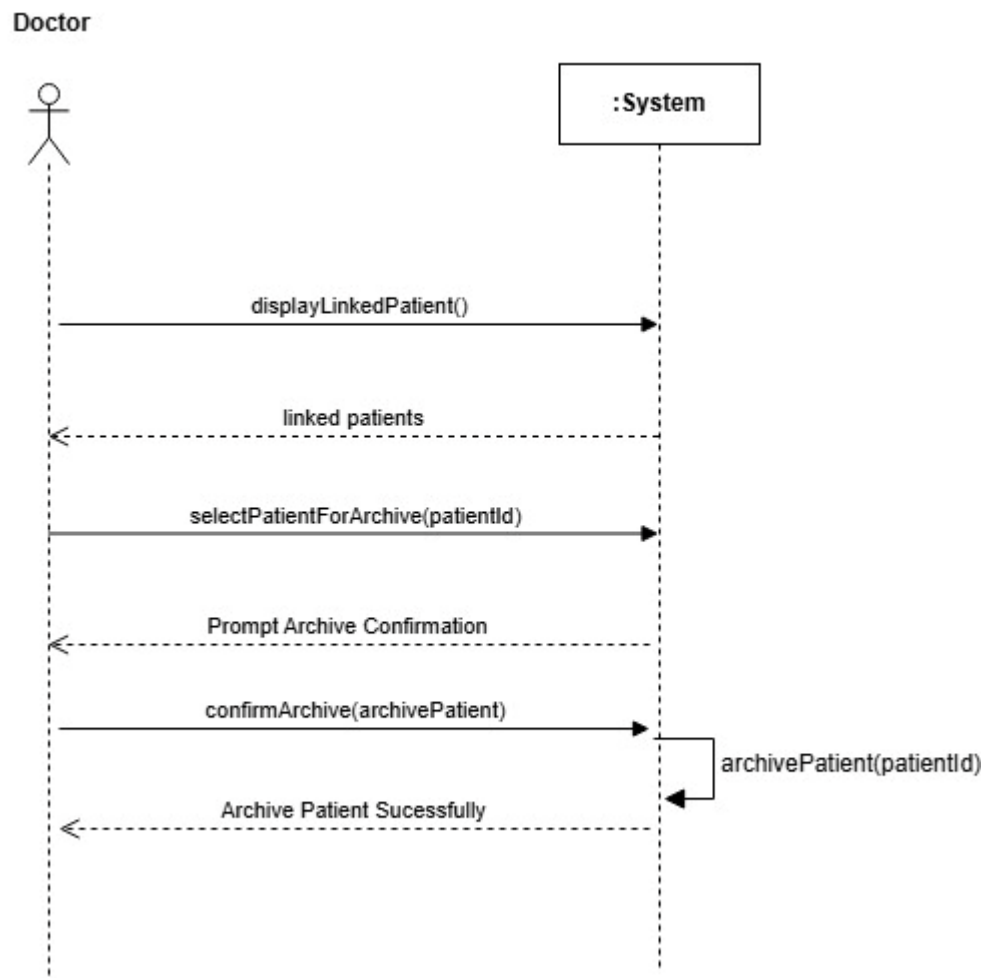 Doctor
:System
displayLinkedPatient()
linked patients
selectPatientForArchive(patientId)
Prompt Archive Confirmation
confirmArchive(archivePatient)
archivePatient(patientId)
Archive Patient Sucessfully